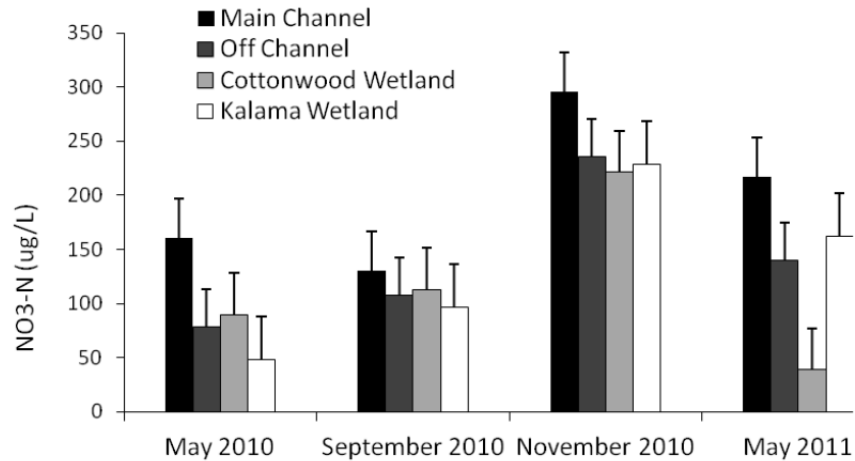 Main Channel
Off Channel
Cottonwood Wetland
Kalama Wetland
NO3-N (ug/L)
350
300
250
200
150
100
50
0
May 2010 September 2010 November 2010 May 2011